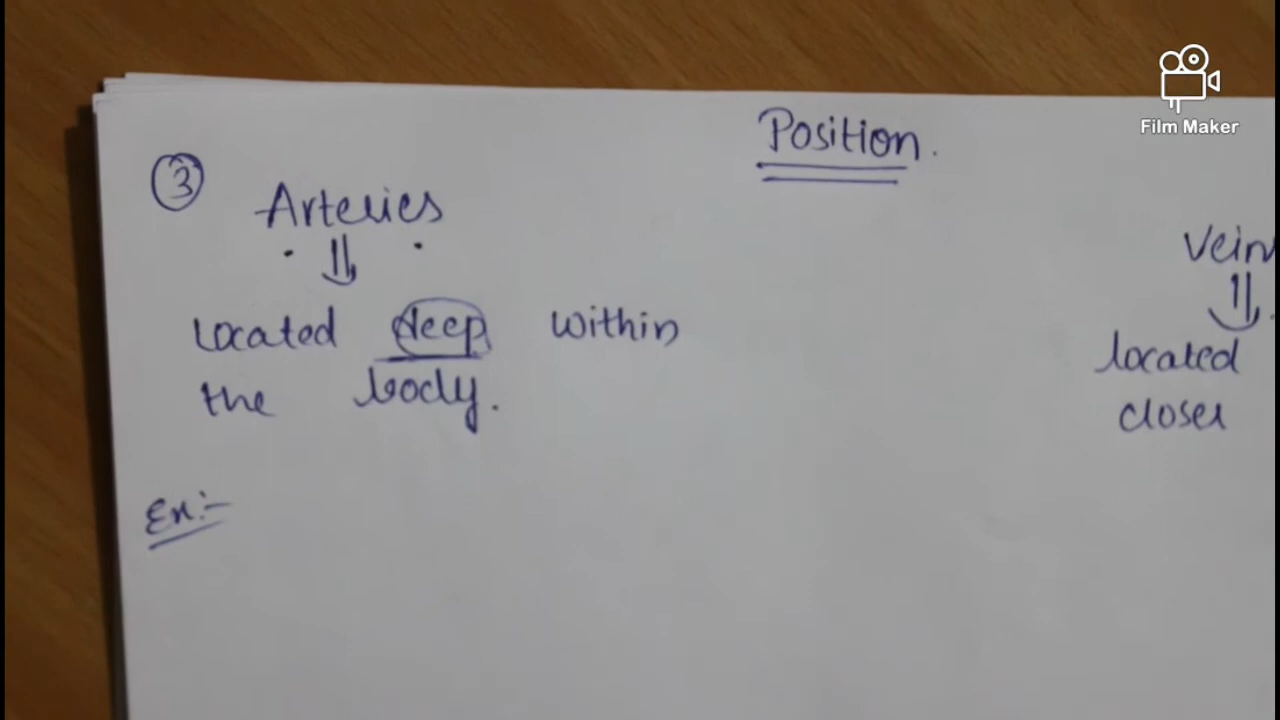 Film Maker
Position.
③
Arteries
⇓
Located deep within
the body.
Ex:-
Vein
⇓
located
closer